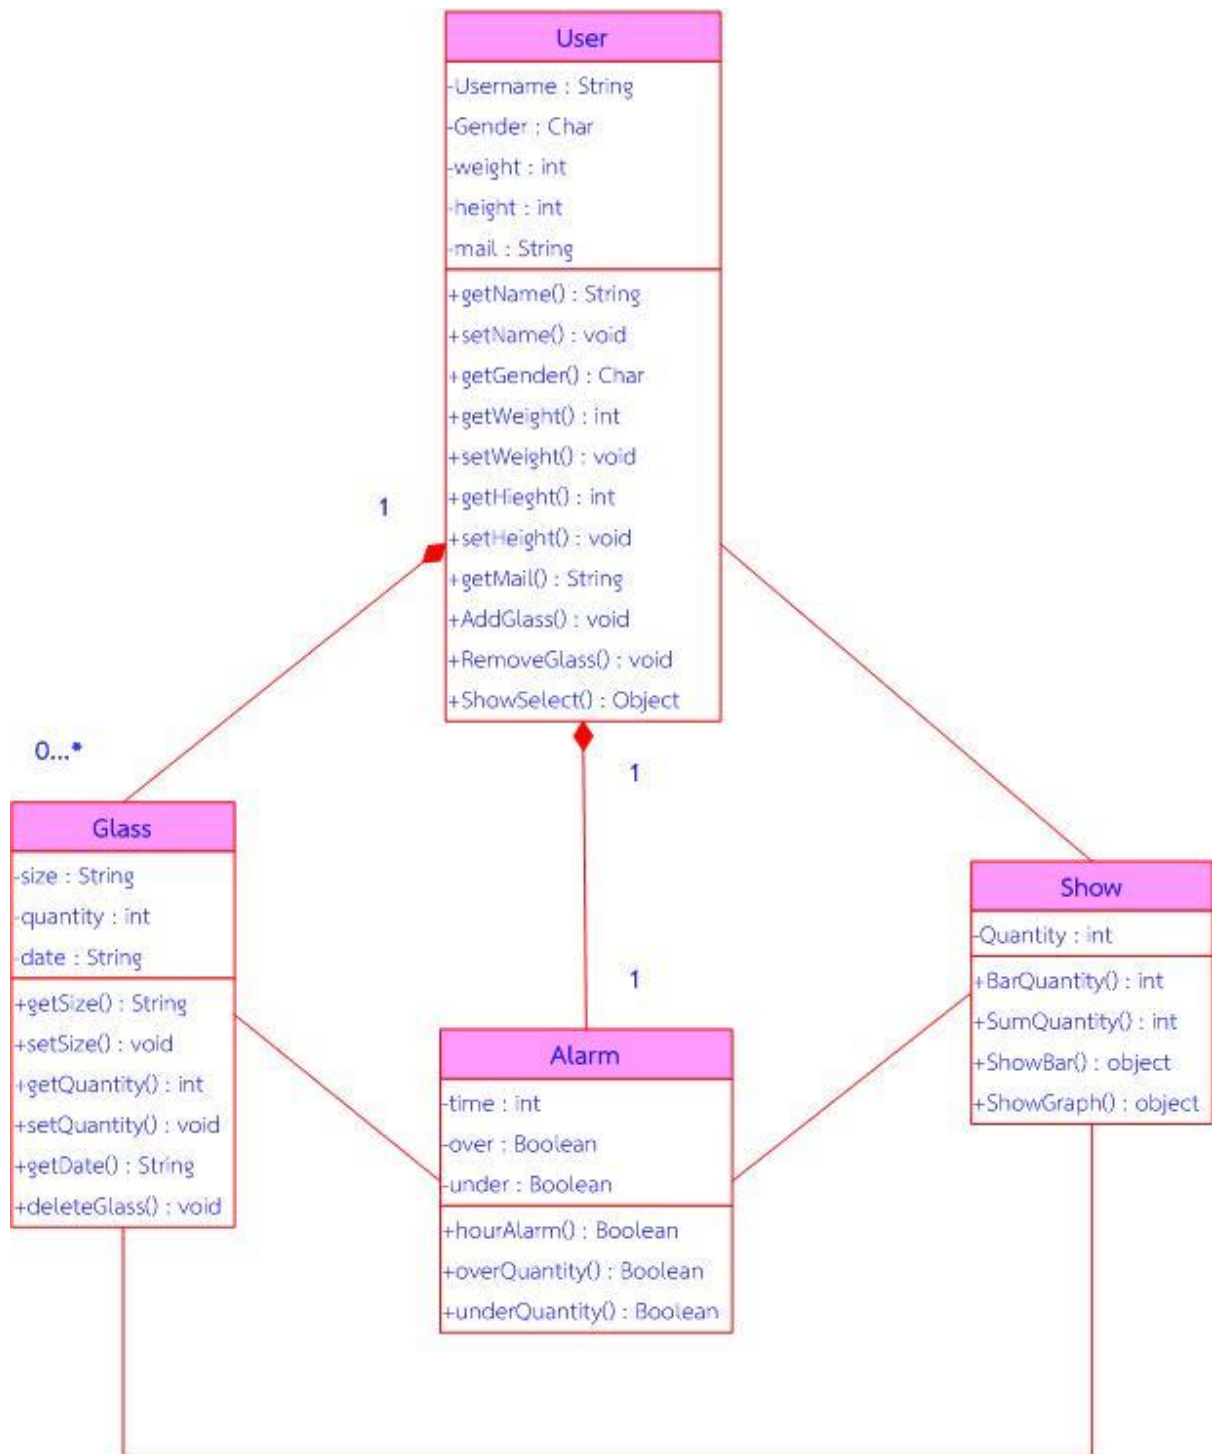 User
-Username : String
-Gender : Char
-weight : int
-height : int
-mail : String
+getName() : String
+setName() : void
+getGender() : Char
+getWeight() : int
+setWeight() : void
+getHieght() : int
+setHeight() : void
+getMail() : String
+AddGlass() : void
+RemoveGlass() : void
+ShowSelect() : Object
1
0...*
1
1
Glass
-size : String
-quantity : int
-date : String
+getSize() : String
+setSize() : void
+getQuantity() : int
+setQuantity() : void
+getDate() : String
+deleteGlass() : void
Alarm
-time : int
-over : Boolean
-under : Boolean
+hourAlarm() : Boolean
+overQuantity() : Boolean
+underQuantity() : Boolean
Show
-Quantity : int
+BarQuantity() : int
+SumQuantity() : int
+ShowBar() : object
+ShowGraph() : object